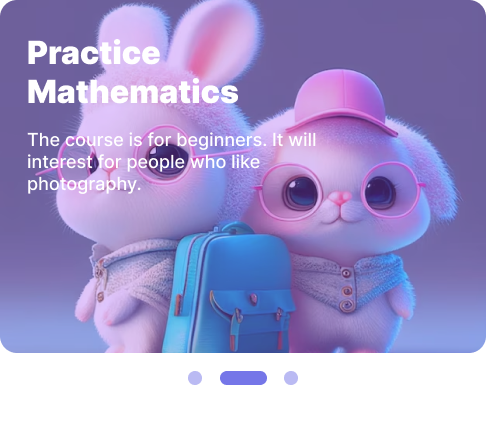 Practice
Mathematics
The course is for beginners. It will
interest for people who like
photography.